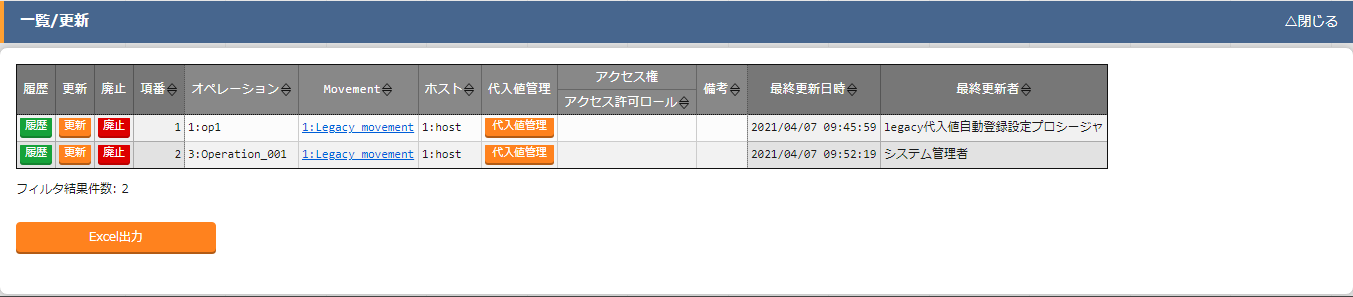 一覧/更新 △閉じる
履歴 更新 廃止 項番 オペレーション Movement ホスト 代入値管理 アクセス権 備考 最終更新日時 最終更新者
アクセス許可ロール
履歴 更新 廃止 1 1:op1 1:Legacy movement 1:host 代入値管理 2021/04/07 09:45:59 legacy代入値自動登録設定プロシージャ
履歴 更新 廃止 2 3:Operation_001 1:Legacy movement 1:host 代入値管理 2021/04/07 09:52:19 システム管理者
フィルタ結果件数: 2
Excel出力